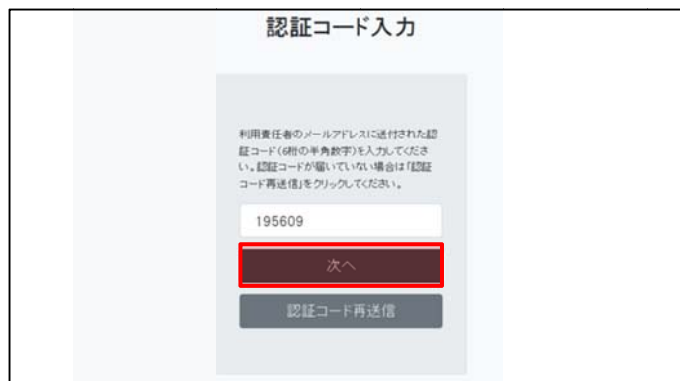 認証コード入力
利用責任者のメールアドレスに送付された認
証コード(6桁の半角数字)を入力してくださ
い。認証コードが届いていない場合は「認証
コード再送信」をクリックしてください。
195609
次へ
認証コード再送信